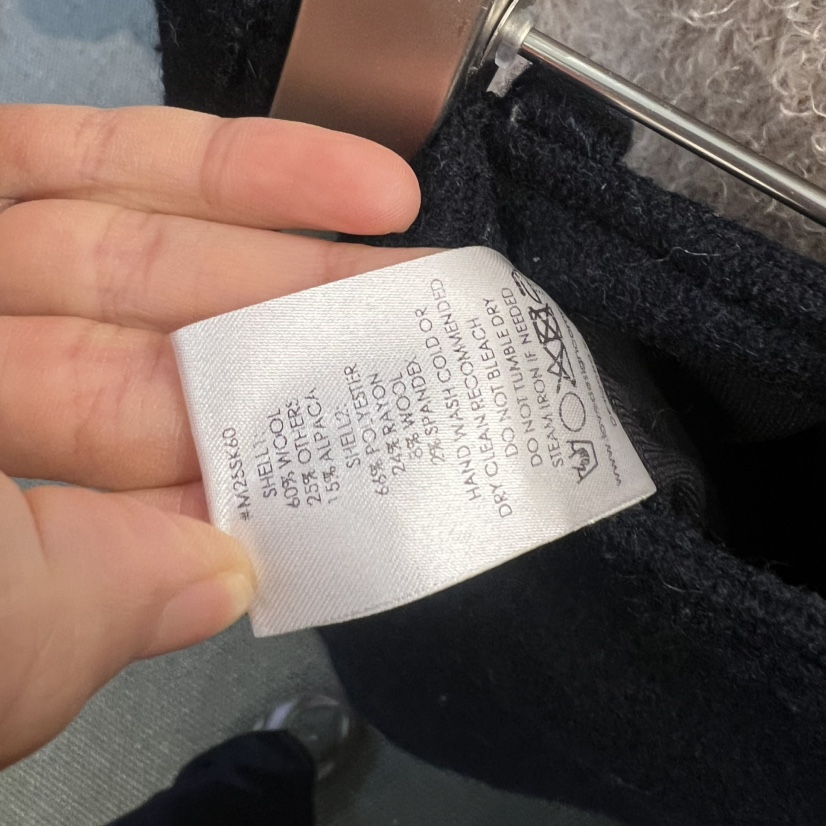 #M25SK60
SHELL1:
60% WOOL
25% OTHERS
15% ALPACA
SHELL2:
66% POLYESTER
24% RAYON
8% WOOL
2% SPANDEX
HAND WASH COLD OR
DRY CLEAN RECOMMENDED
DO NOT BLEACH
DO NOT TUMBLE DRY
STEAM IRON IF NEEDED